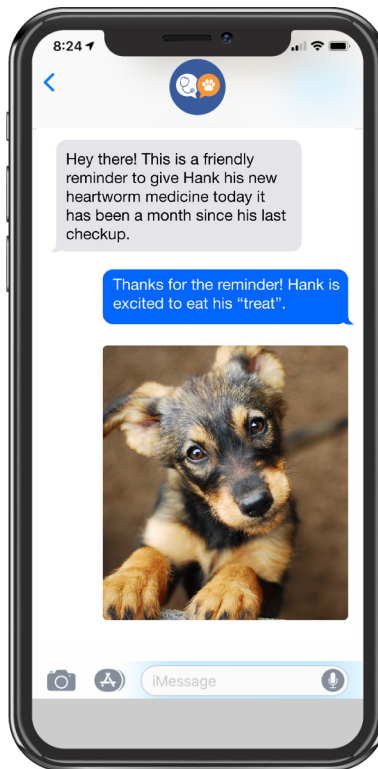 8:24
Hey there! This is a friendly
reminder to give Hank his new
heartworm medicine today it
has been a month since his last
checkup.
Thanks for the reminder! Hank is
excited to eat his “treat”.
iMessage